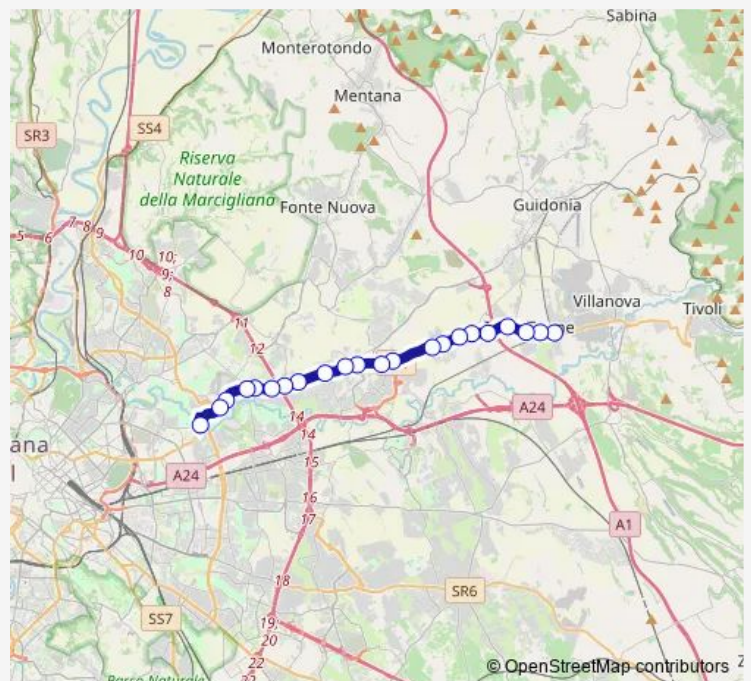 Sabina
Monterotondo
Mentana
SR3
SS4
Riserva
Naturale
della Marcigliana
Fonte Nuova
Guidonia
5
6
7
8
9
10
10;
9;
8
Villanova
Tivoli
11
12
14
A24
14
15
A24
16
17
A1
18
SR6
SS7
19;
20
22
© OpenStreetMap contributors